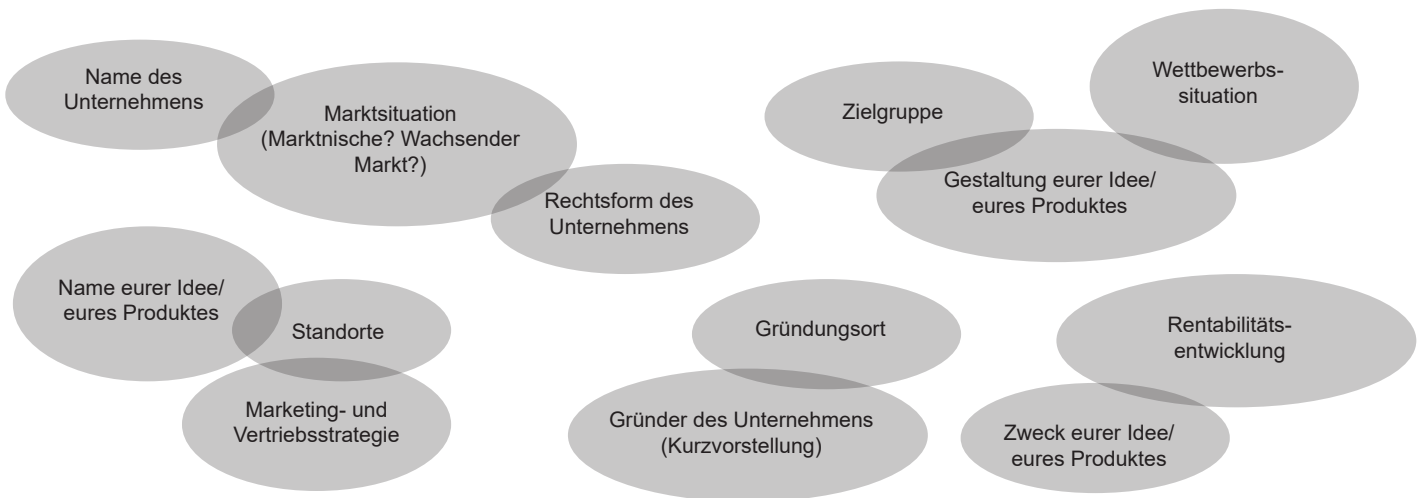 Name des
Unternehmens
Marktsituation
(Marktnische? Wachsender
Markt?)
Rechtsform des
Unternehmens
Zielgruppe
Wettbewerbs-
situation
Gestaltung eurer Idee/
eures Produktes
Name eurer Idee/
eures Produktes
Standorte
Marketing- und
Vertriebsstrategie
Gründungsort
Gründer des Unternehmens
(Kurzvorstellung)
Rentabilitäts-
entwicklung
Zweck eurer Idee/
eures Produktes